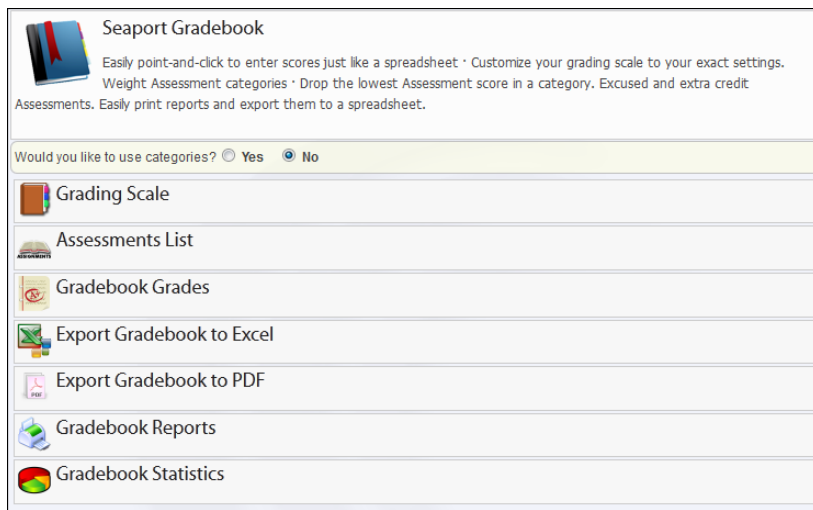 Seaport Gradebook
Easily point-and-click to enter scores just like a spreadsheet · Customize your grading scale to your exact settings.
Weight Assessment categories · Drop the lowest Assessment score in a category. Excused and extra credit
Assessments. Easily print reports and export them to a spreadsheet.
Would you like to use categories? Yes No
Grading Scale
Assessments List
ASSIGNMENTS
Gradebook Grades
A+
Export Gradebook to Excel
Export Gradebook to PDF
PDF
Gradebook Reports
Gradebook Statistics